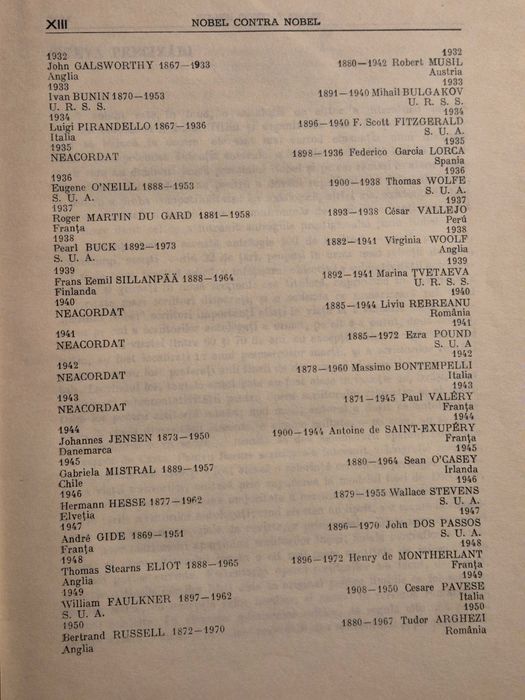 XIII NOBEL CONTRA NOBEL
1932
John GALSWORTHY 1867—1933
Anglia
1933
Ivan BUNIN 1870—1953
U. R. S. S.
1934
Luigi PIRANDELLO 1867—1936
Italia
1935
NEACORDAT
1936
Eugene O'NEILL 1888—1953
S. U. A.
1937
Roger MARTIN DU GARD 1881—1958
Franța
1938
Pearl BUCK 1892—1973
S. U. A.
1939
Frans Eemil SILLANPÄÄ 1888—1964
Finlanda
1940
NEACORDAT
1941
NEACORDAT
1942
NEACORDAT
1943
NEACORDAT
1944
Johannes JENSEN 1873—1950
Danemarca
1945
Gabriela MISTRAL 1889—1957
Chile
1946
Hermann HESSE 1877—1962
Elveția
1947
André GIDE 1869—1951
Franța
1948
Thomas Stearns ELIOT 1888—1965
Anglia
1949
William FAULKNER 1897—1962
S. U. A.
1950
Bertrand RUSSELL 1872—1970
Anglia
1932
1880—1942 Robert MUSIL
Austria
1933
1891—1940 Mihail BULGAKOV
U. R. S. S.
1934
1896—1940 F. Scott FITZGERALD
S. U. A.
1935
1898—1936 Federico Garcia LORCA
Spania
1936
1900—1938 Thomas WOLFE
S. U. A.
1937
1893—1938 César VALLEJO
Perú
1938
1882—1941 Virginia WOOLF
Anglia
1939
1892—1941 Marina ȚVETAEVA
U. R. S. S.
1940
1885—1944 Liviu REBREANU
România
1941
1885—1972 Ezra POUND
S. U. A
1942
1878—1960 Massimo BONTEMPELLI
Italia
1943
1871—1945 Paul VALÉRY
Franța
1944
1900—1944 Antoine de SAINT-EXUPÉRY
Franța
1945
1880—1964 Sean O'CASEY
Irlanda
1946
1879—1955 Wallace STEVENS
S. U. A.
1947
1896—1970 John DOS PASSOS
S. U. A.
1948
1896—1972 Henry de MONTHERLANT
Franța
1949
1908—1950 Cesare PAVESE
Italia
1950
1880—1967 Tudor ARGHEZI
România